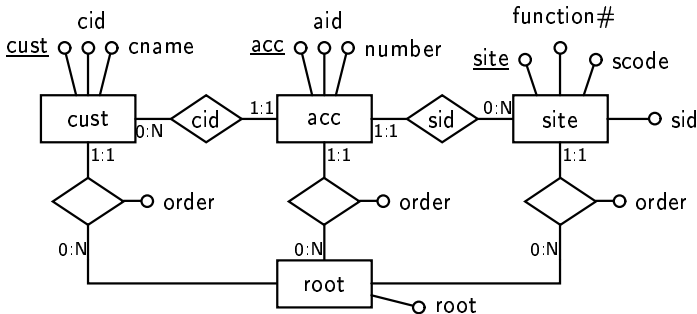 function#
cid
aid
cust
cname
acc
number
site
scode
cust
0:N
cid
1:1
acc
1:1
sid
0:N
site
sid
1:1
1:1
1:1
order
order
order
0:N
0:N
0:N
root
root